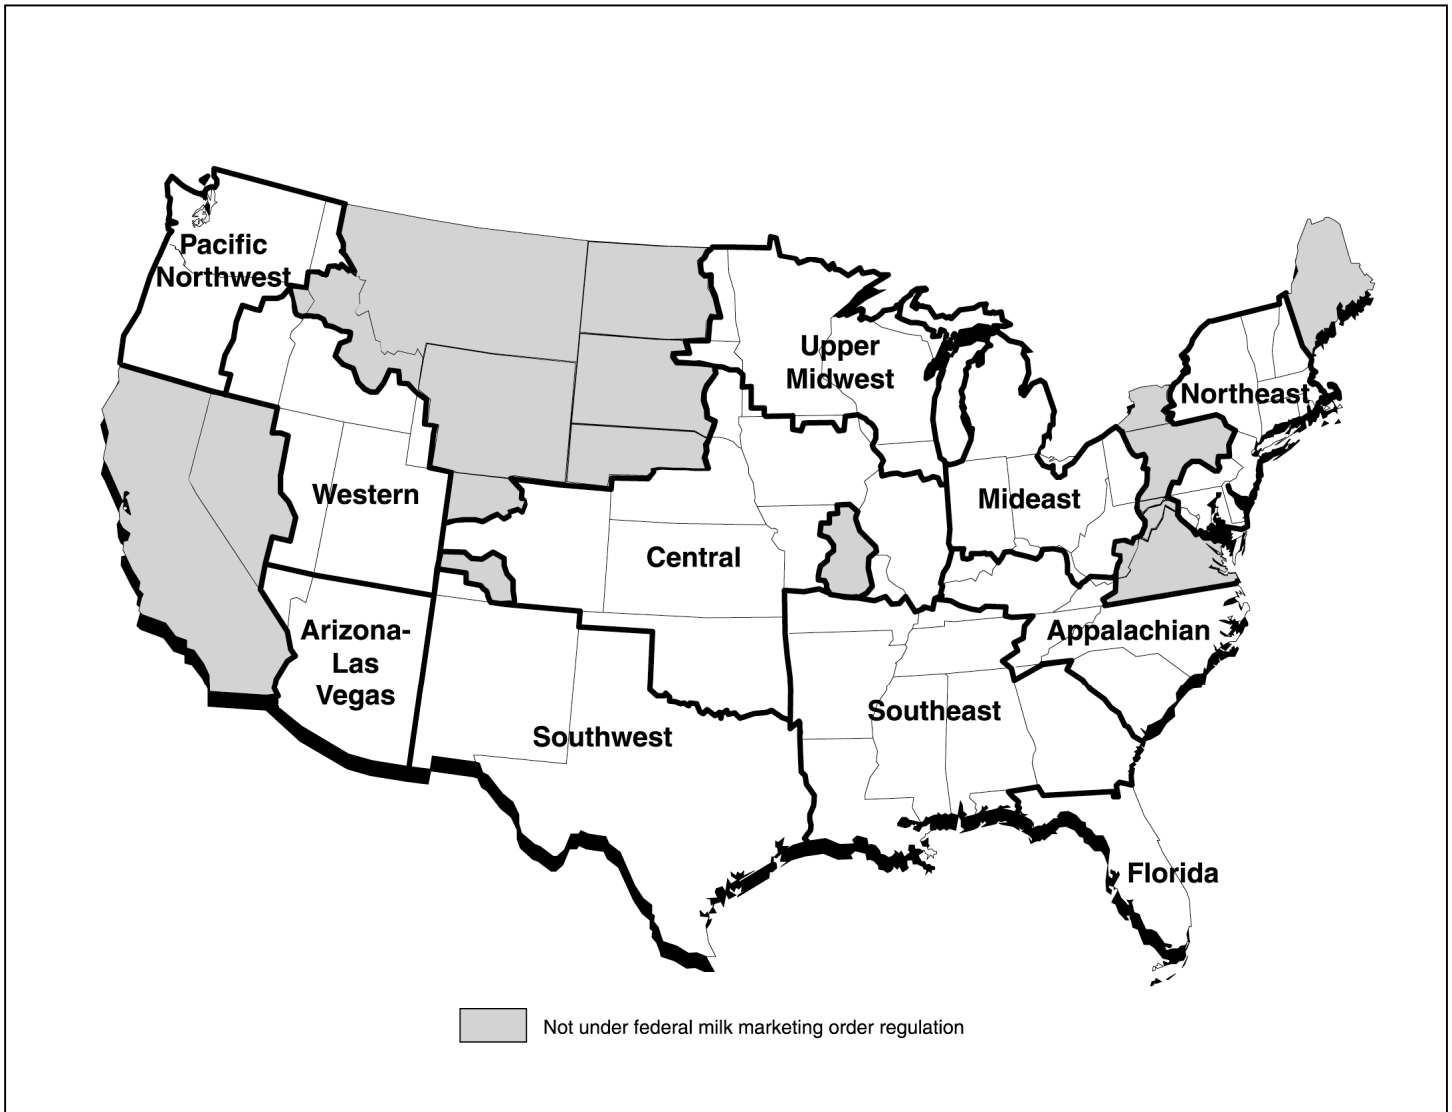 Pacific
Northwest
Upper
Midwest
Northeast
Western
Mideast
Central
Arizona-
Las
Vegas
Appalachian
Southeast
Southwest
Florida
Not under federal milk marketing order regulation